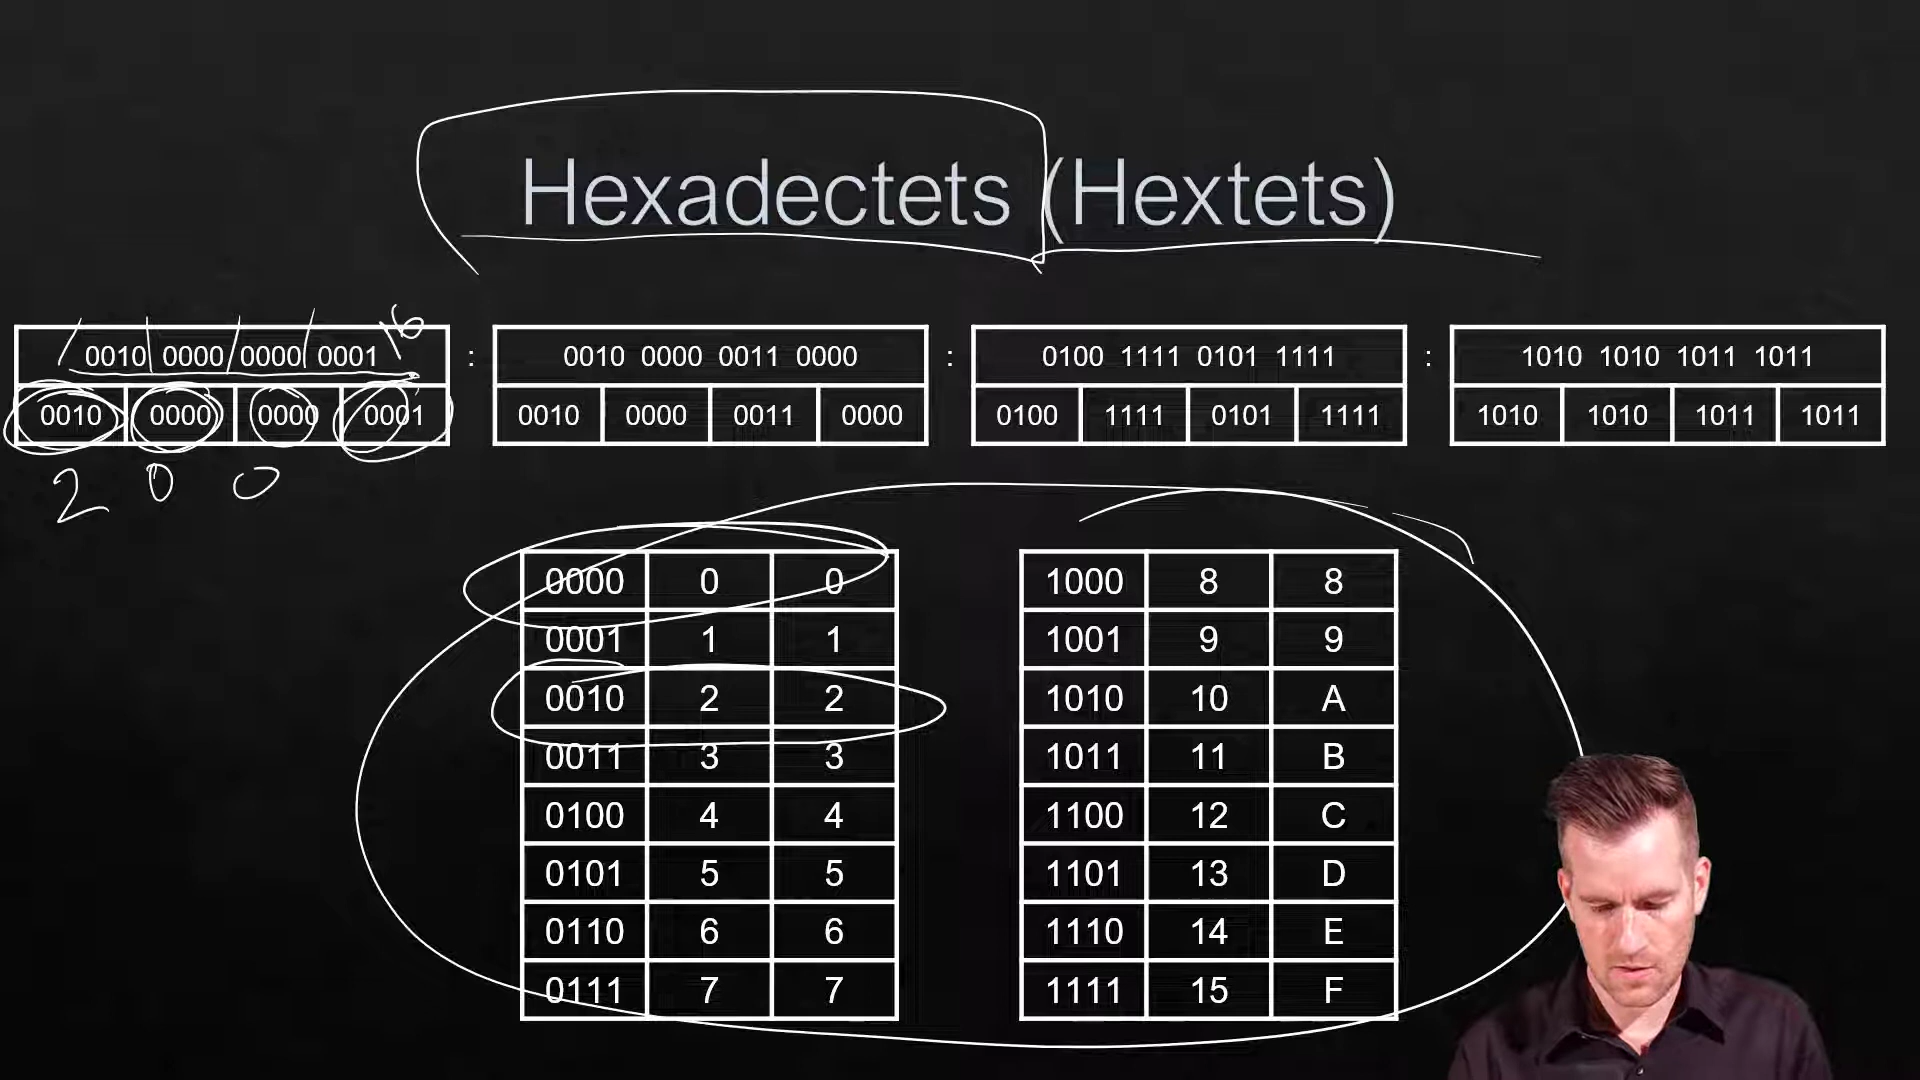 Hexadectets (Hextets)
16
0010 0000 0000 0001 : 0010 0000 0011 0000 : 0100 1111 0101 1111 : 1010 1010 1011 1011
0010 0000 0000 0001 0010 0000 0011 0000 0100 1111 0101 1111 1010 1010 1011 1011
2 0 0
0000 0 0 1000 8 8
0001 1 1 1001 9 9
0010 2 2 1010 10 A
0011 3 3 1011 11 B
0100 4 4 1100 12 C
0101 5 5 1101 13 D
0110 6 6 1110 14 E
0111 7 7 1111 15 F